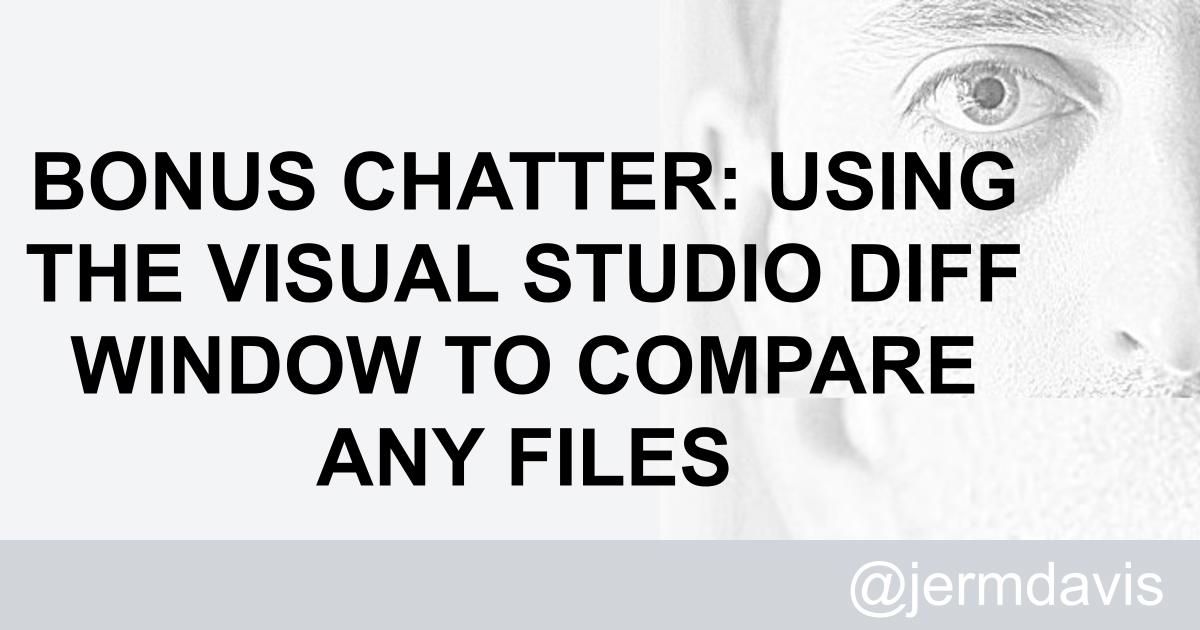 BONUS CHATTER: USING
THE VISUAL STUDIO DIFF
WINDOW TO COMPARE
ANY FILES
@jermdavis